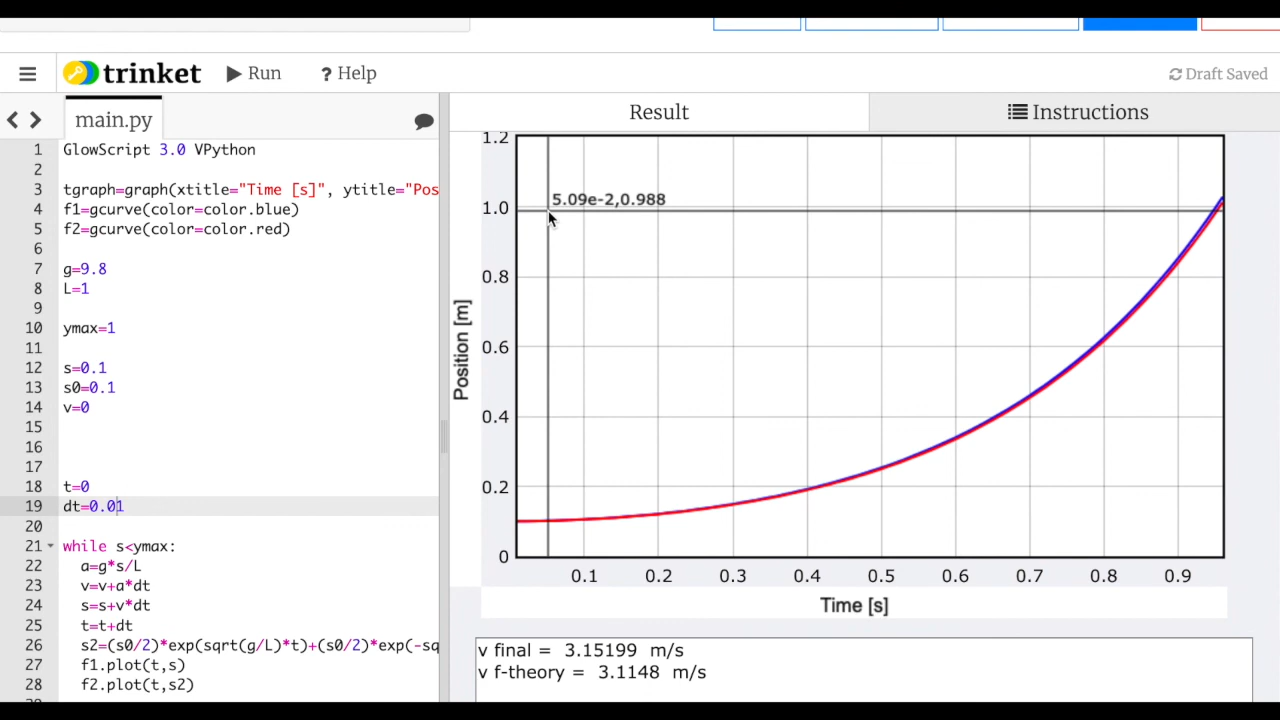 trinket
Run
? Help
Draft Saved
main.py
Result
Instructions
1 GlowScript 3.0 VPython
2
3 tgraph=graph(xtitle="Time [s]", ytitle="Pos
4 f1=gcurve(color=color.blue)
5 f2=gcurve(color=color.red)
6
7 g=9.8
8 L=1
9
10 ymax=1
11
12 s=0.1
13 s0=0.1
14 v=0
15
16
17
18 t=0
19 dt=0.01
20
21 while s<ymax:
22 a=g*s/L
23 v=v+a*dt
24 s=s+v*dt
25 t=t+dt
26 s2=(s0/2)*exp(sqrt(g/L)*t)+(s0/2)*exp(-sq
27 f1.plot(t,s)
28 f2.plot(t,s2)
1.2
5.09e-2,0.988
1.0
0.8
0.6
0.4
0.2
0
Position [m]
0.1 0.2 0.3 0.4 0.5 0.6 0.7 0.8 0.9
Time [s]
v final = 3.15199 m/s
v f-theory = 3.1148 m/s